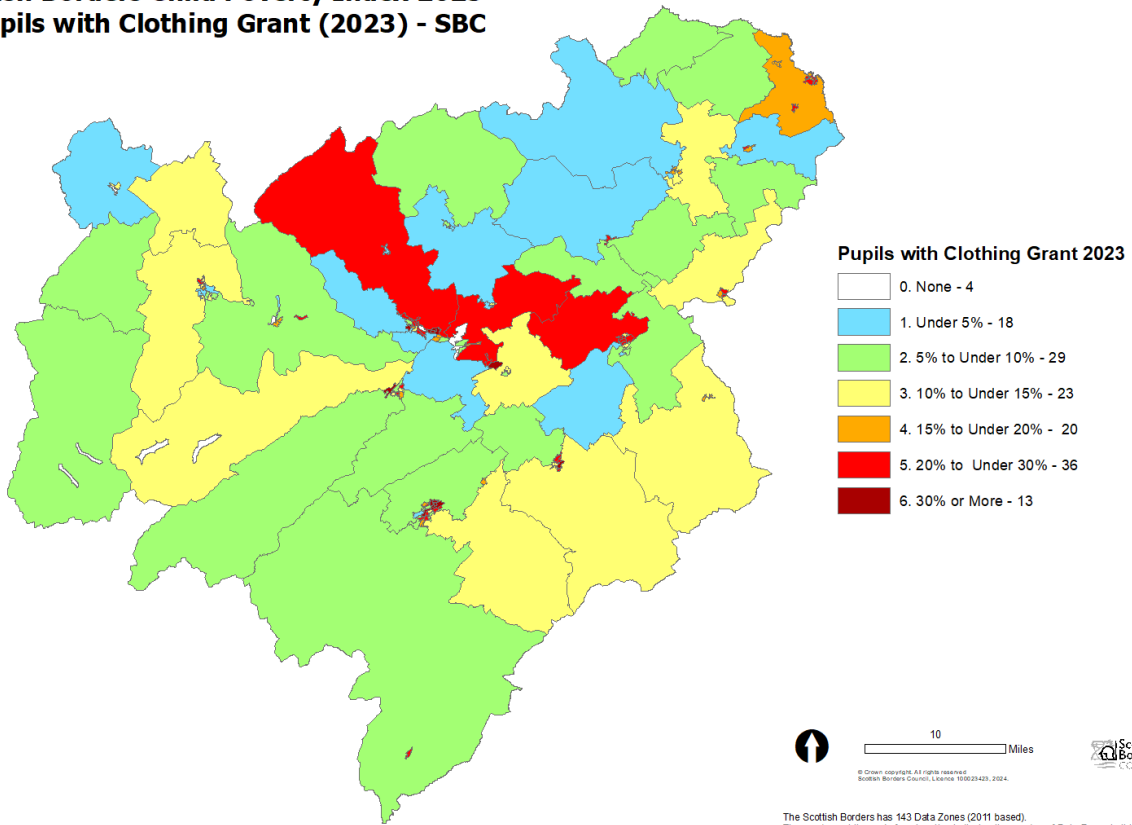 Pupils with Clothing Grant (2023) - SBC
Pupils with Clothing Grant 2023
0. None - 4
1. Under 5% - 18
2. 5% to Under 10% - 29
3. 10% to Under 15% - 23
4. 15% to Under 20% - 20
5. 20% to Under 30% - 36
6. 30% or More - 13
10
Miles
© Crown copyright. All rights reserved
Scottish Borders Council, Licence 100023423, 2024.
The Scottish Borders has 143 Data Zones (2011 based).